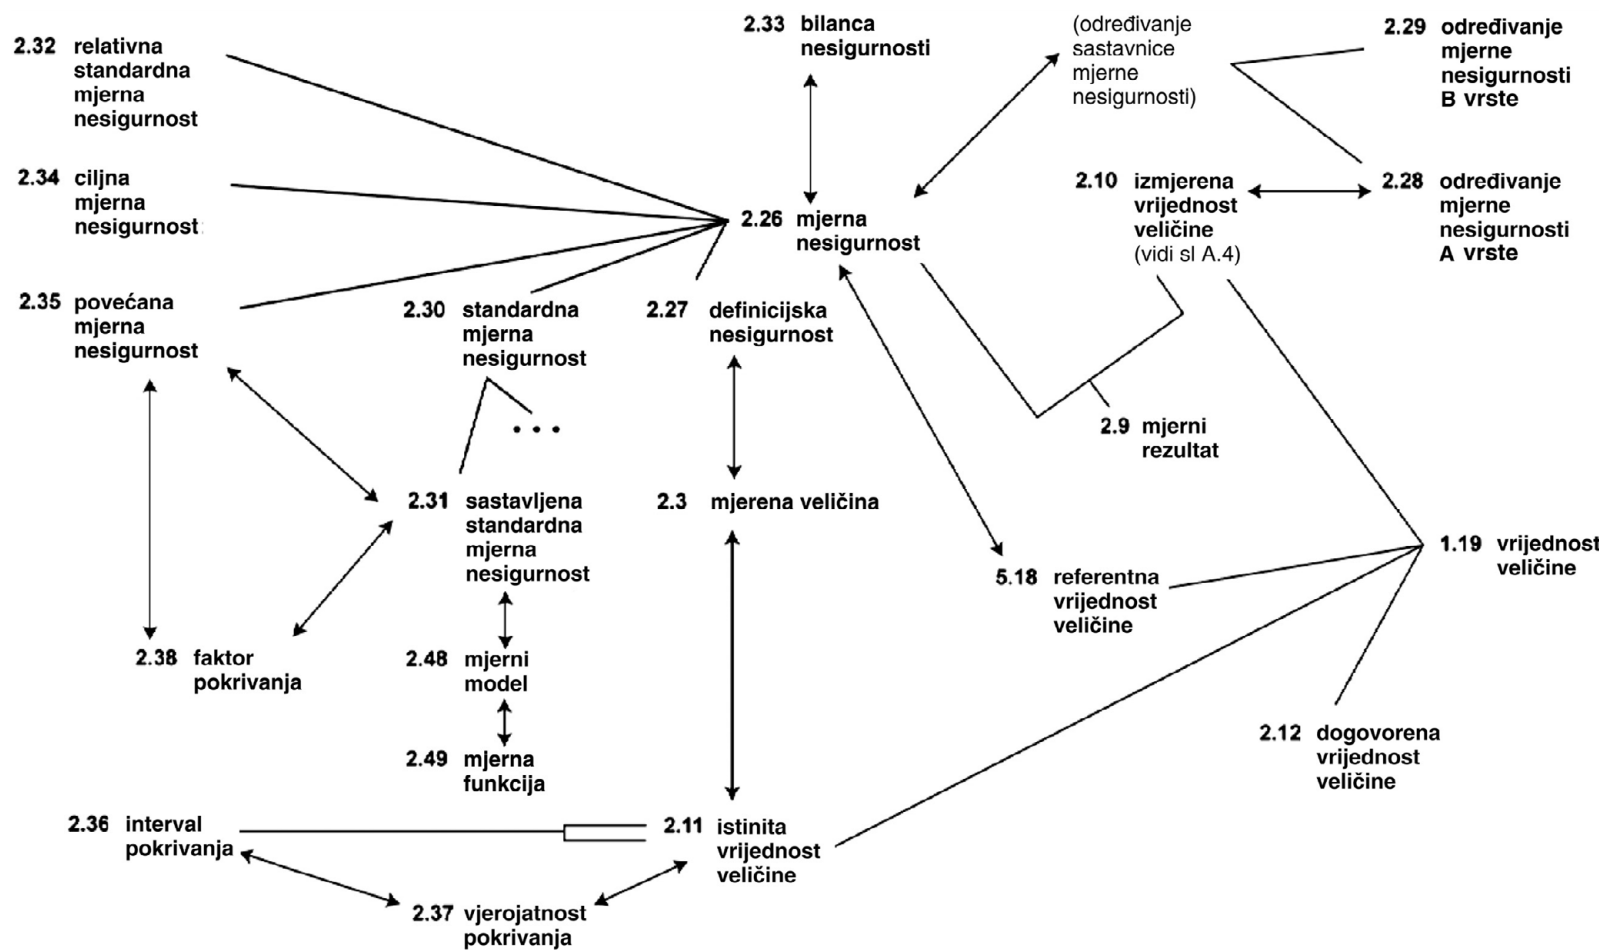 2.32 relativna
standardna
mjerna
nesigurnost
2.33 bilanca
nesigurnosti
(određivanje
sastavnice
mjerne
nesigurnosti)
2.29 određivanje
mjerne
nesigurnosti
B vrste
2.34 ciljna
mjerna
nesigurnost
2.26 mjerna
nesigurnost
2.10 izmjerena
vrijednost
veličine
(vidi sl A.4)
2.28 određivanje
mjerne
nesigurnosti
A vrste
2.35 povećana
mjerna
nesigurnost
2.30 standardna
mjerna
nesigurnost
2.27 definicijska
nesigurnost
2.9 mjerni
rezultat
2.31 sastavljena
standardna
mjerna
nesigurnost
2.3 mjerena veličina
5.18 referentna
vrijednost
veličine
1.19 vrijednost
veličine
2.38 faktor
pokrivanja
2.48 mjerni
model
2.49 mjerna
funkcija
2.12 dogovorena
vrijednost
veličine
2.36 interval
pokrivanja
2.11 istinita
vrijednost
veličine
2.37 vjerojatnost
pokrivanja